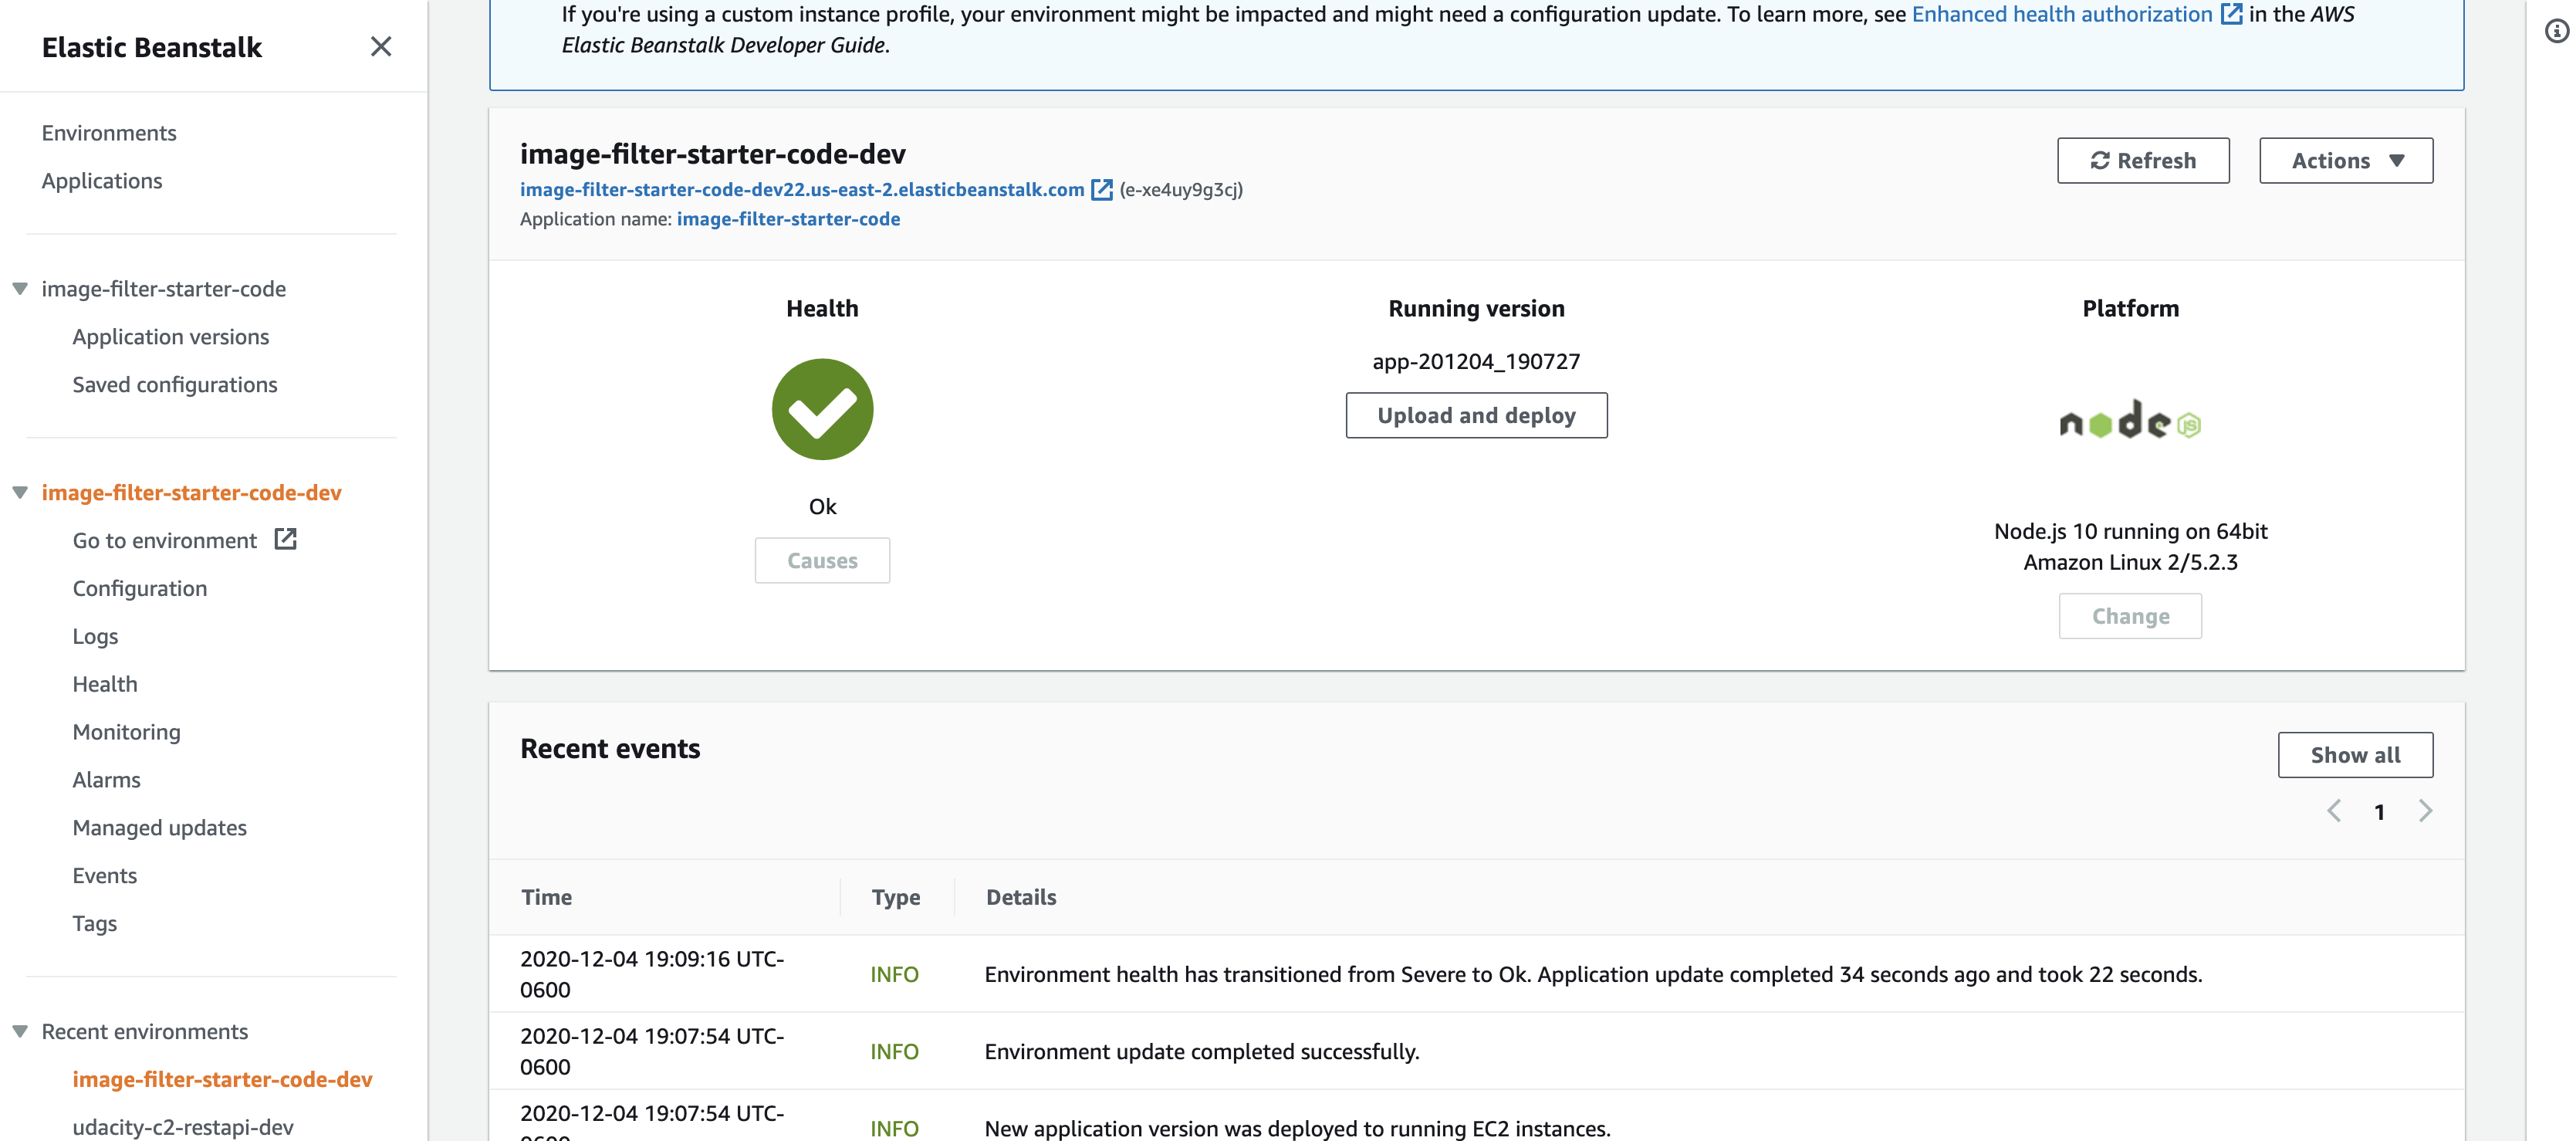 Elastic Beanstalk
Environments
Applications
image-filter-starter-code
Application versions
Saved configurations
image-filter-starter-code-dev
Go to environment
Configuration
Logs
Health
Monitoring
Alarms
Managed updates
Events
Tags
Recent environments
image-filter-starter-code-dev
udacity-c2-restapi-dev
If you're using a custom instance profile, your environment might be impacted and might need a configuration update. To learn more, see Enhanced health authorization in the AWS
Elastic Beanstalk Developer Guide.
image-filter-starter-code-dev
image-filter-starter-code-dev22.us-east-2.elasticbeanstalk.com (e-xe4uy9g3cj)
Application name: image-filter-starter-code
Refresh
Actions
Health
Ok
Causes
Running version
app-201204_190727
Upload and deploy
Platform
node JS
Node.js 10 running on 64bit
Amazon Linux 2/5.2.3
Change
Recent events
Show all
1
Time Type Details
2020-12-04 19:09:16 UTC-
0600
INFO
Environment health has transitioned from Severe to Ok. Application update completed 34 seconds ago and took 22 seconds.
2020-12-04 19:07:54 UTC-
0600
INFO
Environment update completed successfully.
2020-12-04 19:07:54 UTC-
0600
INFO
New application version was deployed to running EC2 instances.